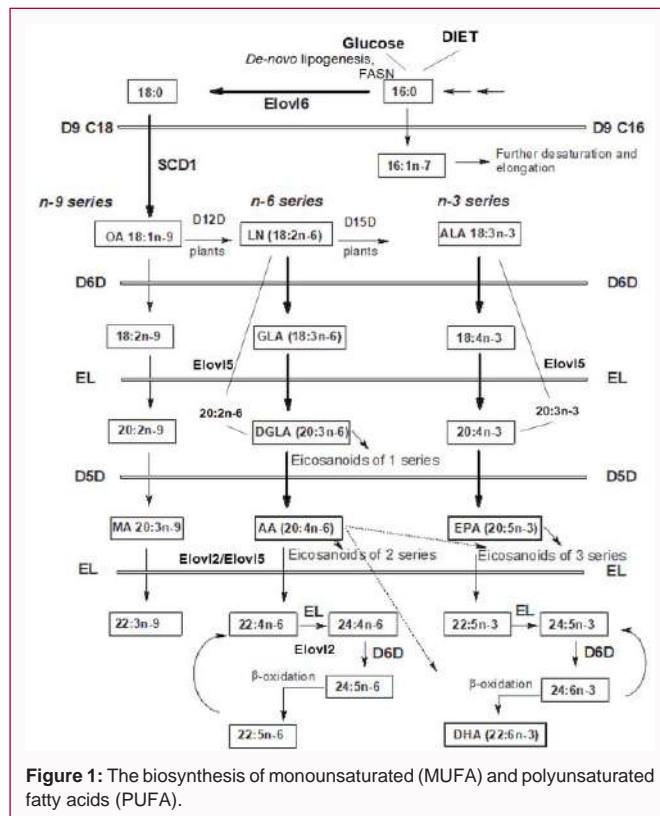 Glucose DIET
De-novo lipogenesis,
FASN
18:0 16:0
Elovl6
D9 C18 D9 C16
SCD1
16:1n-7 Further desaturation and
elongation
n-9 series n-6 series n-3 series
D12D D15D
OA 18:1n-9 LN (18:2n-6) ALA 18:3n-3
plants plants
D6D D6D
18:2n-9 GLA (18:3n-6) 18:4n-3
Elovl5 Elovl5
EL EL
20:2n-6 20:3n-3
20:2n-9 DGLA (20:3n-6) 20:4n-3
Eicosanoids of 1 series
D5D D5D
MA 20:3n-9 AA (20:4n-6) EPA (20:5n-3)
Elovl2/Elovl5 Eicosanoids of 2 series Eicosanoids of 3 series
EL EL
22:3n-9 22:4n-6 EL 24:4n-6 22:5n-3 EL 24:5n-3
Elovl2 D6D D6D
β-oxidation 24:5n-6 β-oxidation 24:6n-3
22:5n-6 DHA (22:6n-3)
Figure 1: The biosynthesis of monounsaturated (MUFA) and polyunsaturated
fatty acids (PUFA).